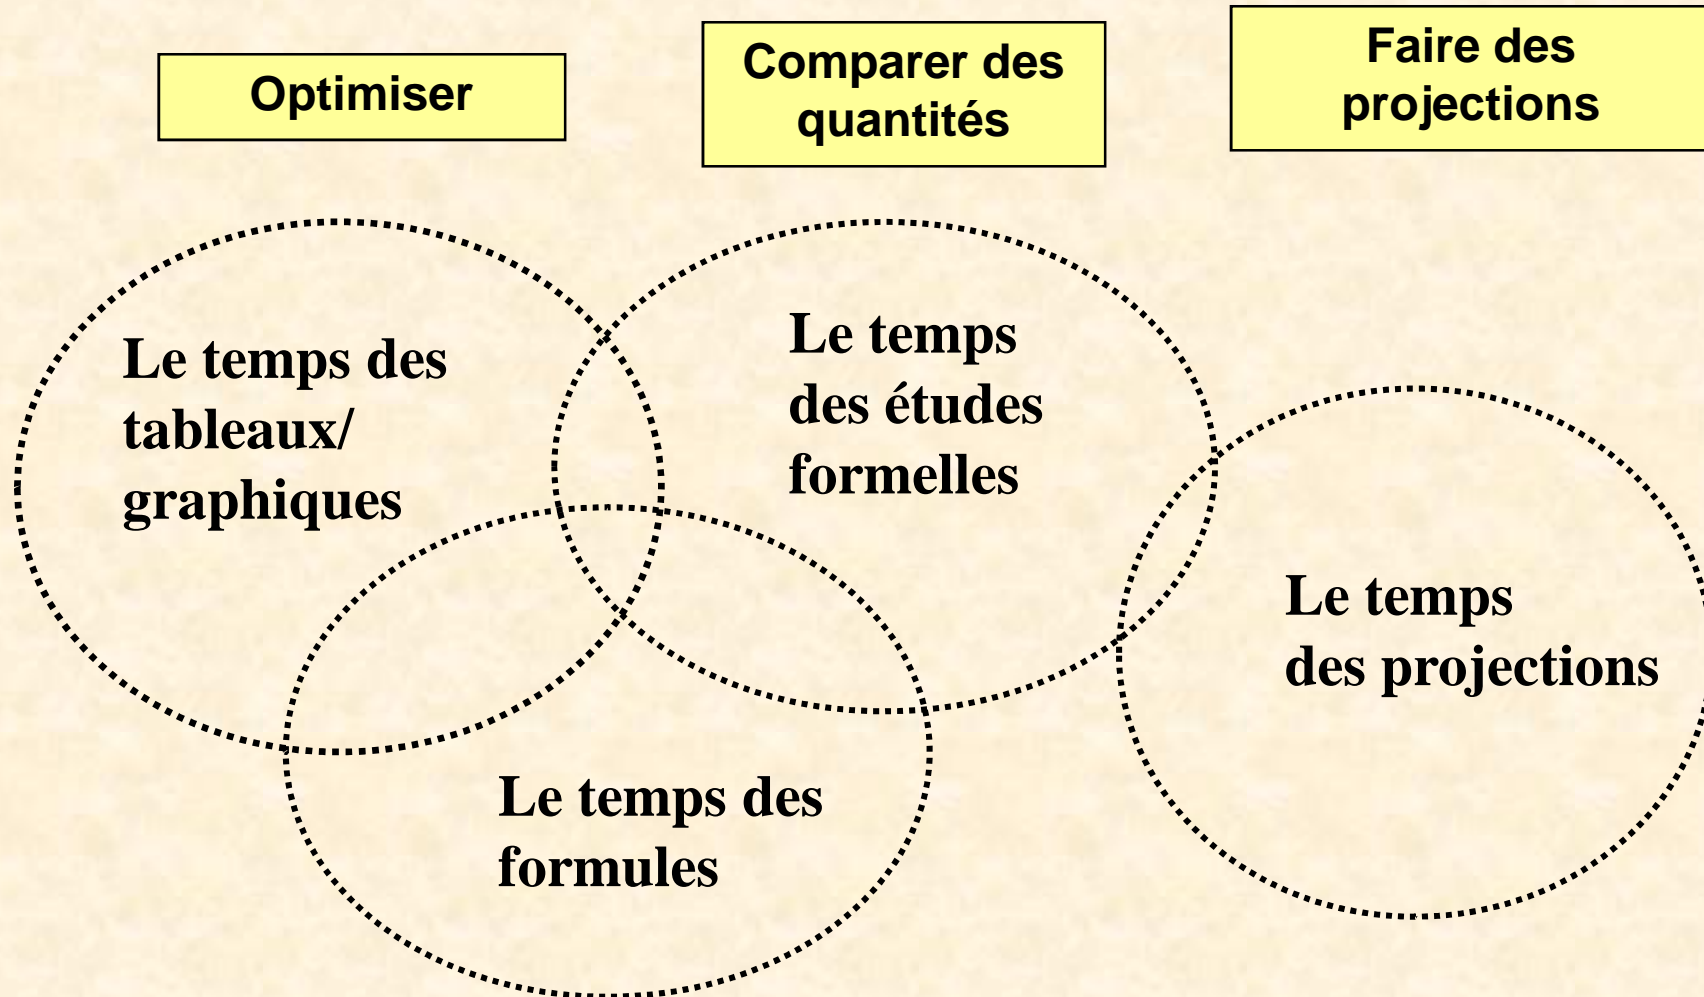 Optimiser
Comparer des
quantités
Faire des
projections
Le temps des
tableaux/
graphiques
Le temps
des études
formelles
Le temps
des projections
Le temps des
formules